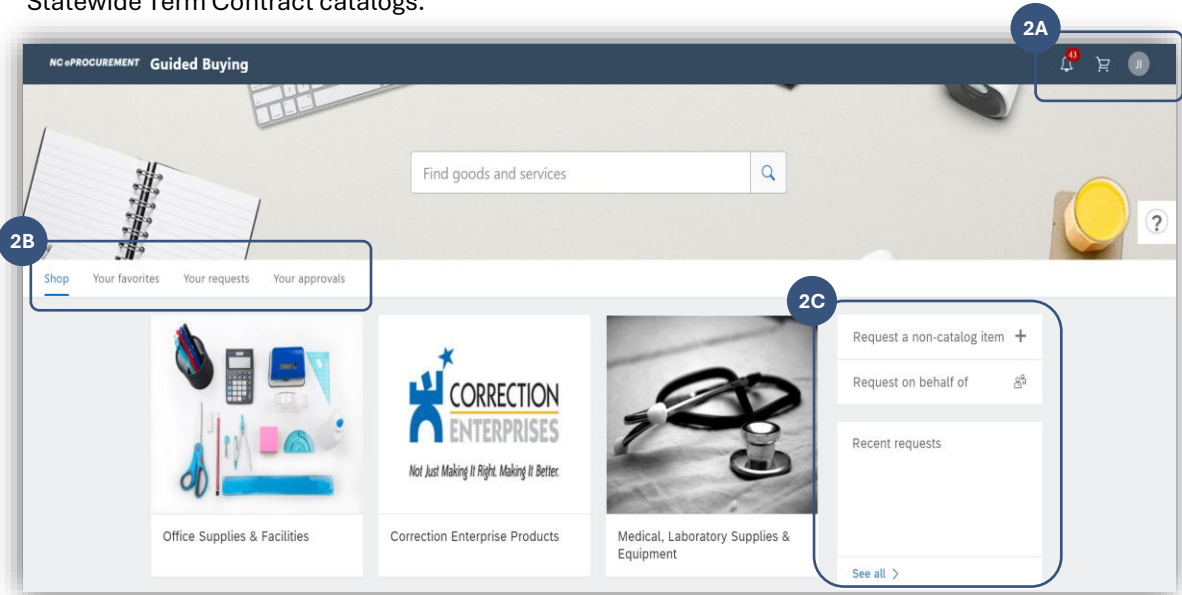 Statewide Term Contract catalogs.
2A
NC ePROCUREMENT Guided Buying
43
JI
Find goods and services
?
2B
Shop Your favorites Your requests Your approvals
2C
Request a non-catalog item +
Request on behalf of
CORRECTION
ENTERPRISES
Not Just Making It Right. Making It Better.
Recent requests
Office Supplies & Facilities
Correction Enterprise Products
Medical, Laboratory Supplies &
Equipment
See all >